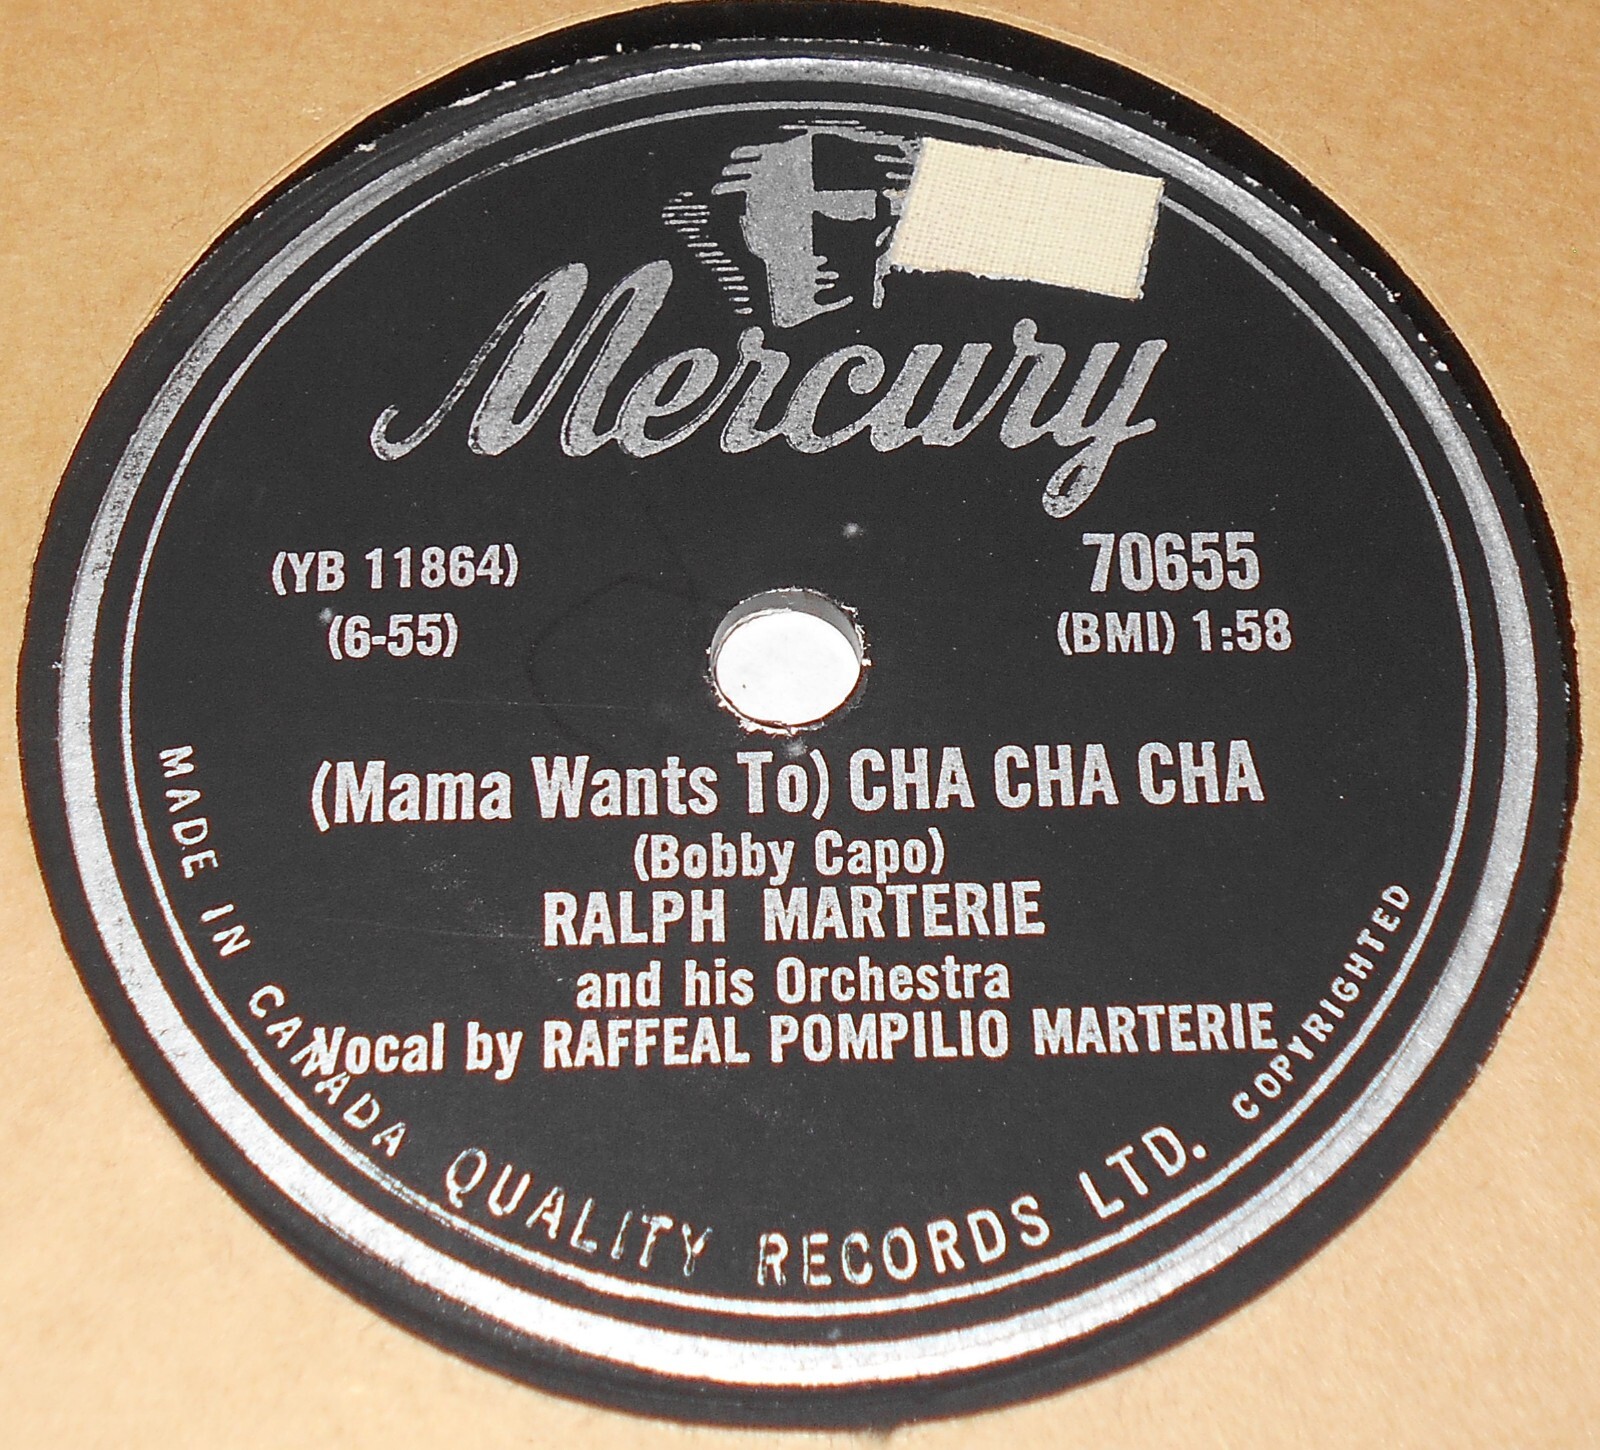 Mercury
(YB 11864)
(6-55)
70655
(BMI) 1:58
(Mama Wants To) CHA CHA CHA
(Bobby Capo)
RALPH MARTERIE
and his Orchestra
Vocal by RAFFEAL POMPILIO MARTERIE
MADE IN CANADA QUALITY RECORDS LTD. COPYRIGHTED